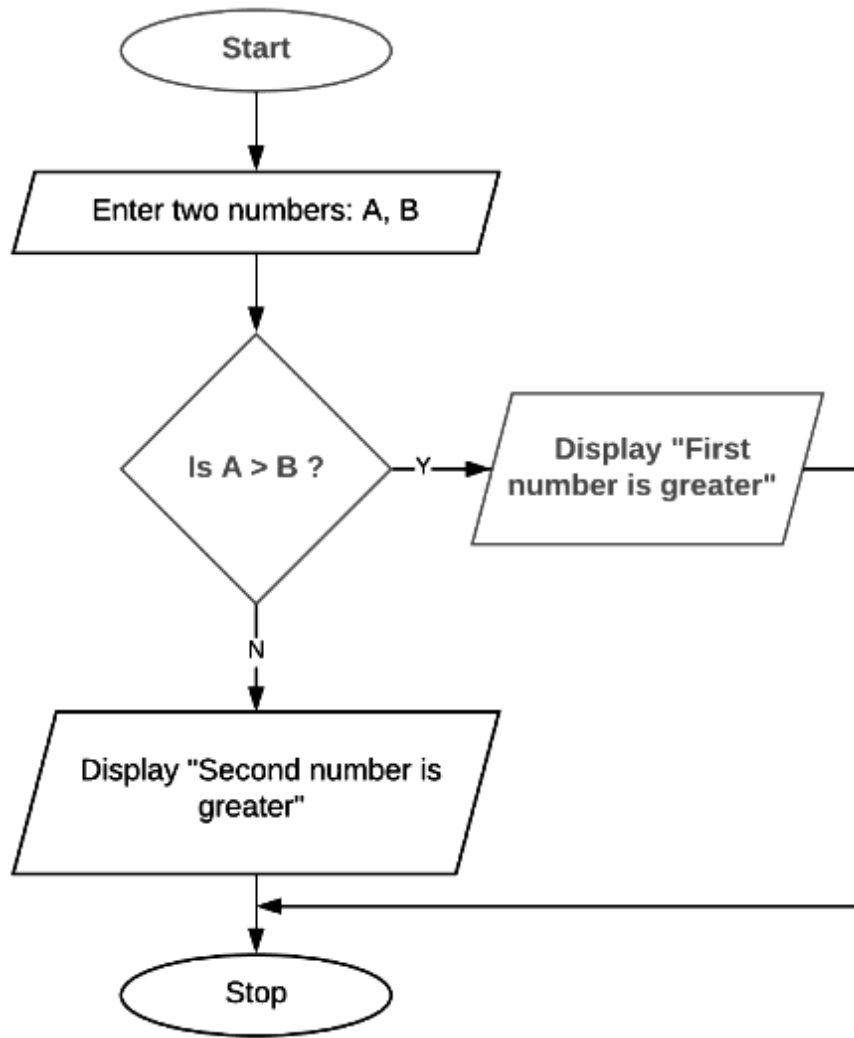 Start
Enter two numbers: A, B
Is A > B ?
Y
Display "First
number is greater"
N
Display "Second number is
greater"
Stop